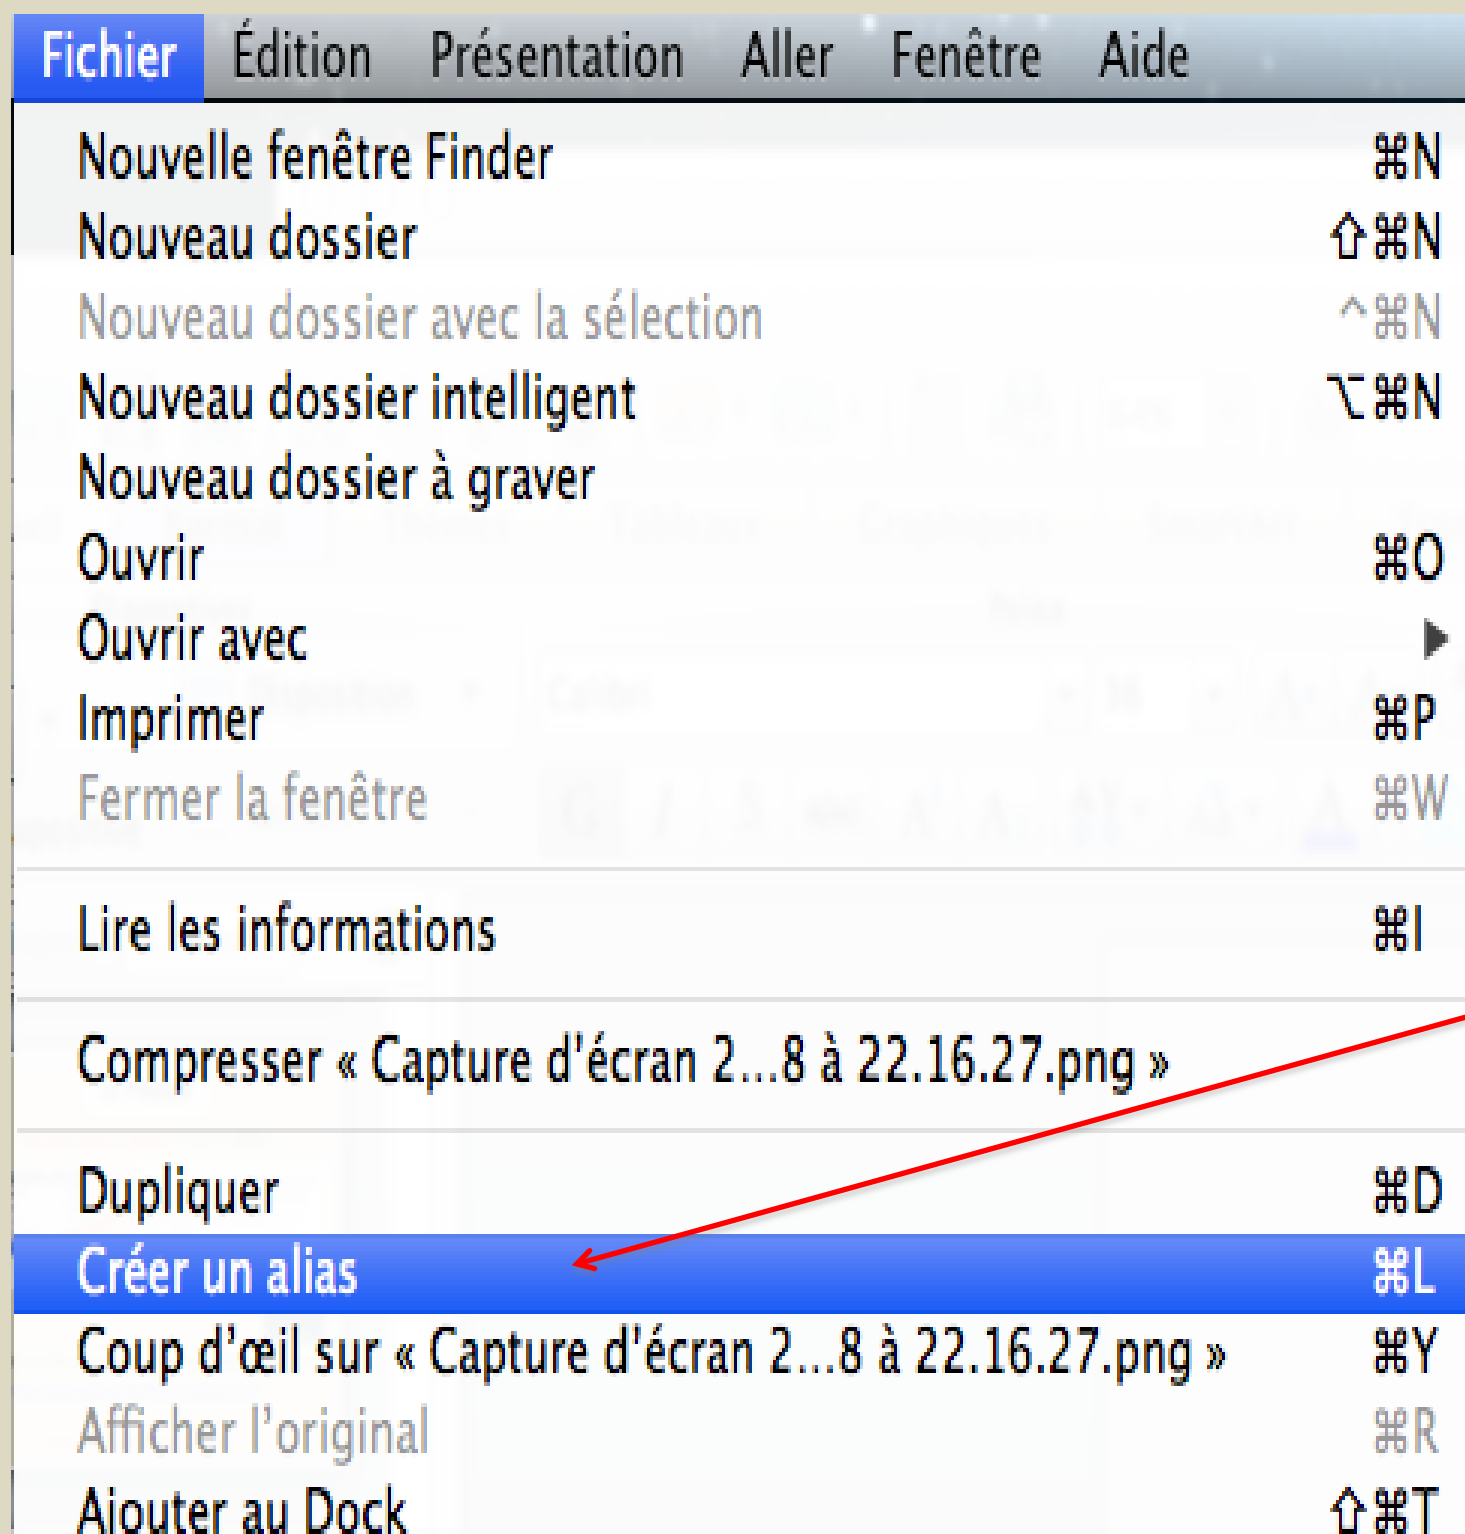 Fichier Édition Présentation Aller Fenêtre Aide
Nouvelle fenêtre Finder ⌘N
Nouveau dossier ⇧⌘N
Nouveau dossier avec la sélection ^⌘N
Nouveau dossier intelligent ⌥⌘N
Nouveau dossier à graver
Ouvrir ⌘O
Ouvrir avec ▶
Imprimer ⌘P
Fermer la fenêtre ⌘W
Lire les informations ⌘I
Compresser « Capture d'écran 2...8 à 22.16.27.png »
Dupliquer ⌘D
Créer un alias ⌘L
Coup d’œil sur « Capture d'écran 2...8 à 22.16.27.png » ⌘Y
Afficher l’original ⌘R
Ajouter au Dock ⇧⌘T